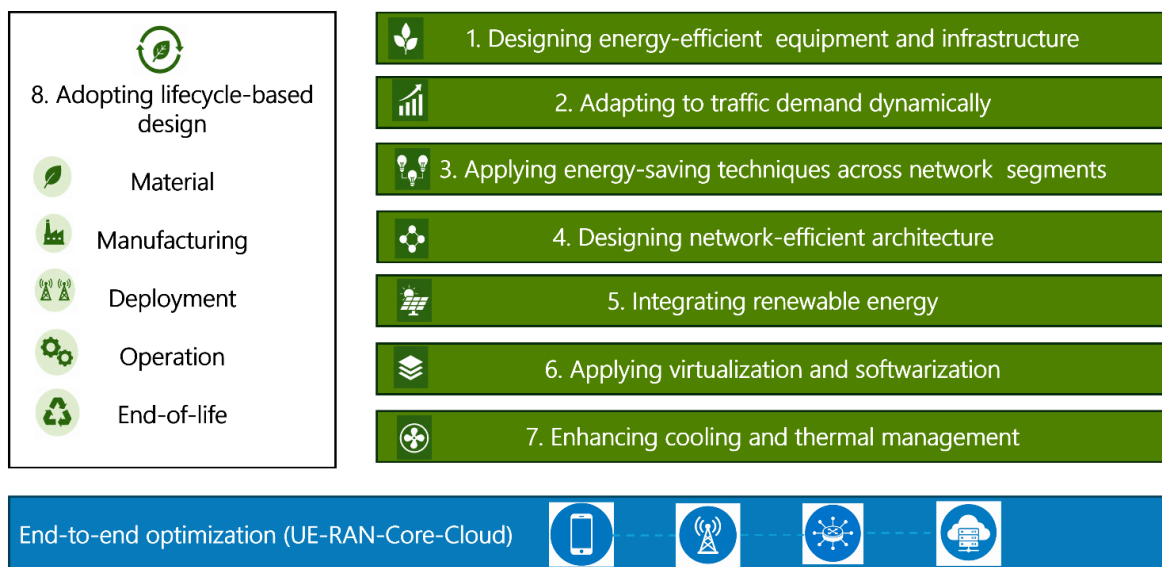 8. Adopting lifecycle-based
design
Material
Manufacturing
Deployment
Operation
End-of-life
1. Designing energy-efficient equipment and infrastructure
2. Adapting to traffic demand dynamically
3. Applying energy-saving techniques across network segments
4. Designing network-efficient architecture
5. Integrating renewable energy
6. Applying virtualization and softwarization
7. Enhancing cooling and thermal management
End-to-end optimization (UE-RAN-Core-Cloud)